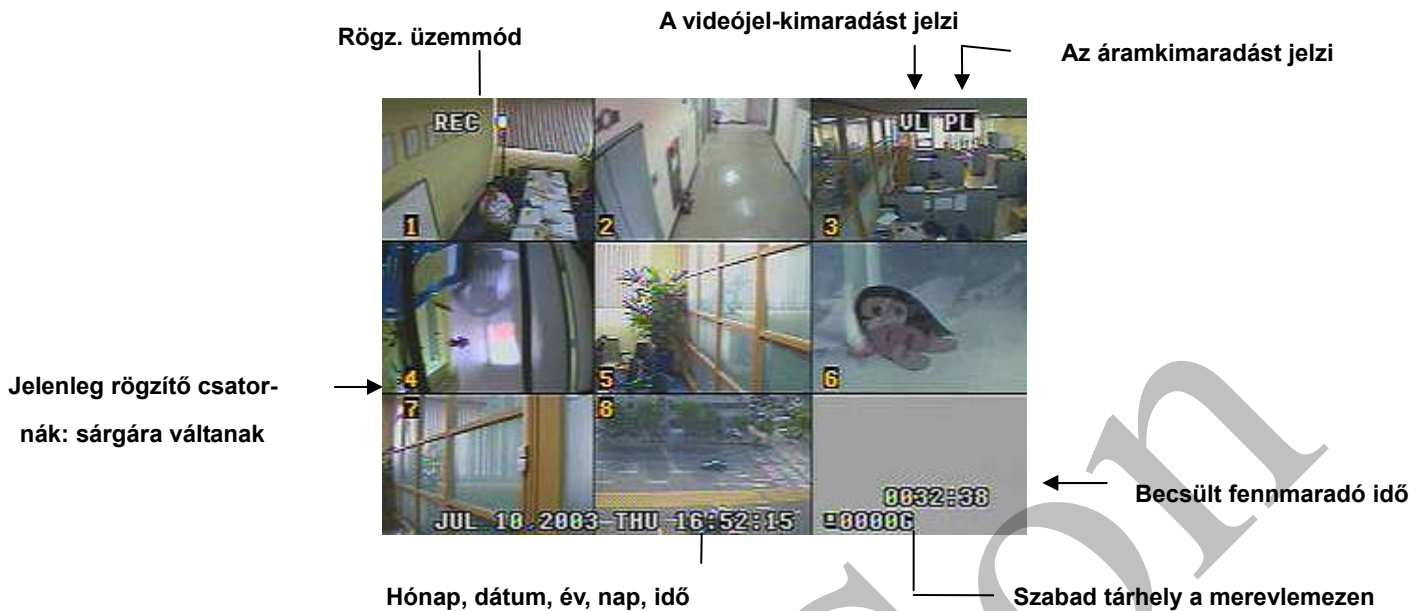 A videójel-kimaradást jelzi
Rögz. üzemmód
Az áramkimaradást jelzi
REC
VL PL
1
2
3
4
5
6
Jelenleg rögzítő csator-
nák: sárgára váltanak
7
8
0032:38
Becsült fennmaradó idő
JUL 10.2003-THU 16:52:15
0000G
Hónap, dátum, év, nap, idő
Szabad tárhely a merevlemezen